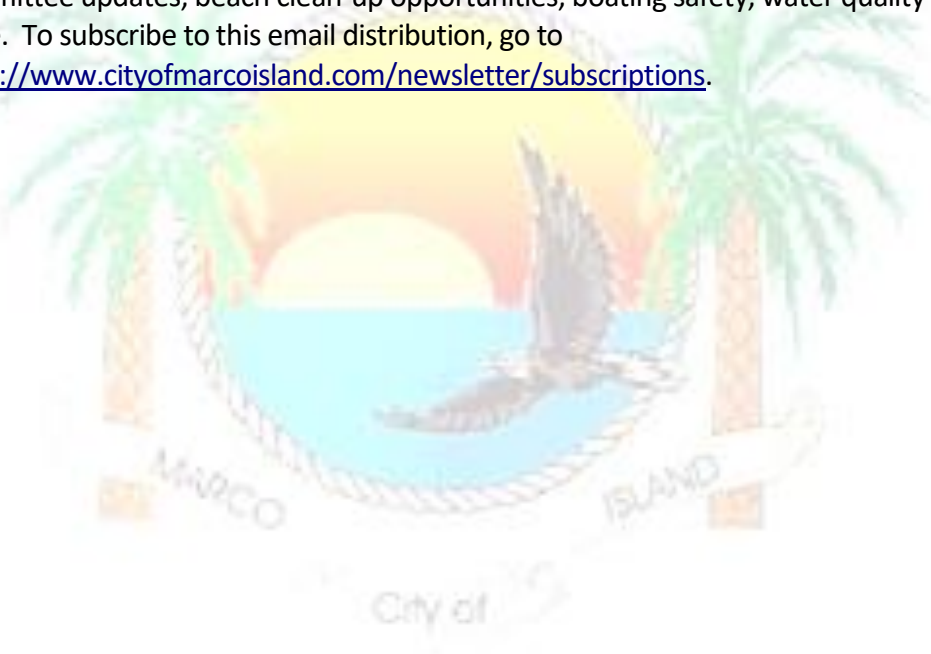 mittee updates, beach clean-up opportunities, boating safety, water quality
. To subscribe to this email distribution, go to
://www.cityofmarcoisland.com/newsletter/subscriptions.
MARCO
ISLAND
City of